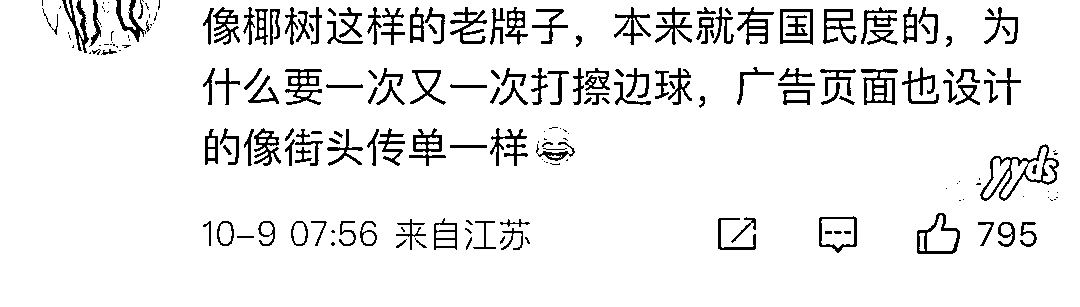 像椰树这样的老牌子，本来就有国民度的，为
什么要一次又一次打擦边球，广告页面也设计
的像街头传单一样😂
yyds
10-9 07:56 来自江苏 795